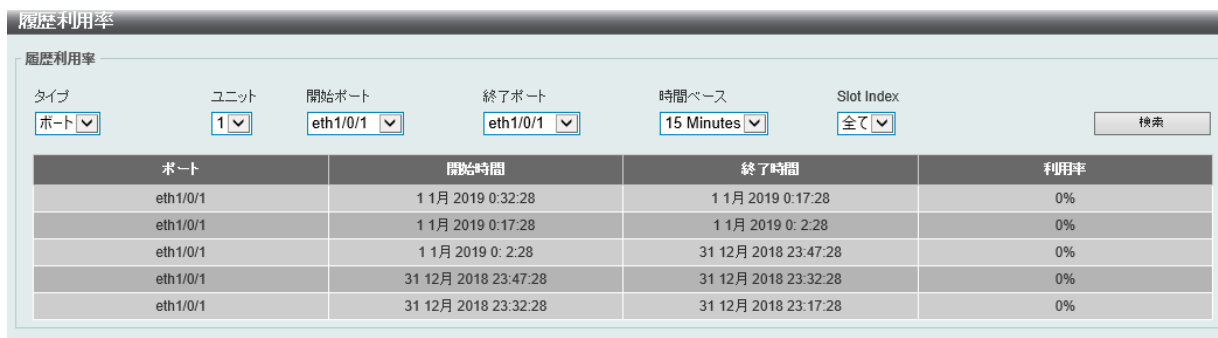 履歴利用率
履歴利用率
タイプ ユニット 開始ポート 終了ポート 時間ベース Slot Index
ポート 1 eth1/0/1 eth1/0/1 15 Minutes 全て 検索
ポート 開始時間 終了時間 利用率
eth1/0/1 1 1月 2019 0:32:28 1 1月 2019 0:17:28 0%
eth1/0/1 1 1月 2019 0:17:28 1 1月 2019 0: 2:28 0%
eth1/0/1 1 1月 2019 0: 2:28 31 12月 2018 23:47:28 0%
eth1/0/1 31 12月 2018 23:47:28 31 12月 2018 23:32:28 0%
eth1/0/1 31 12月 2018 23:32:28 31 12月 2018 23:17:28 0%